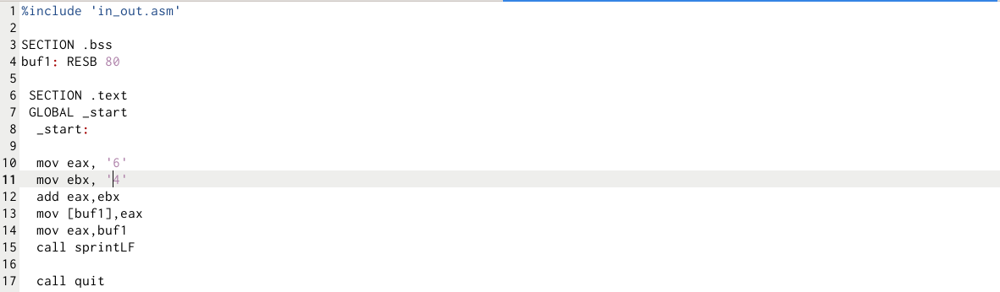 1 %include 'in_out.asm'
2
3 SECTION .bss
4 buf1: RESB 80
5
6 SECTION .text
7 GLOBAL _start
8 _start:
9
10 mov eax, '6'
11 mov ebx, '4'
12 add eax,ebx
13 mov [buf1],eax
14 mov eax,buf1
15 call sprintLF
16
17 call quit